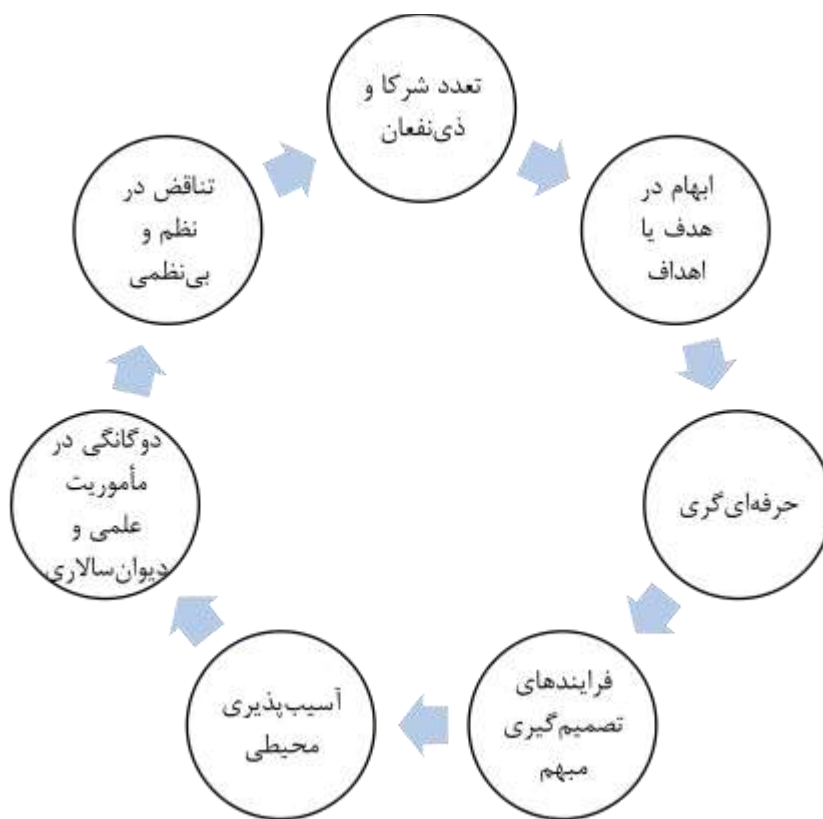 تعدد شرکا و
ذی‌نفعان
ابهام در
هدف یا
اهداف
حرفه‌ای‌گری
فرایندهای
تصمیم‌گیری
مبهم
آسیب‌پذیری
محیطی
دوگانگی در
مأموریت
علمی و
دیوان‌سالاری
تناقض در
نظم و
بی‌نظمی